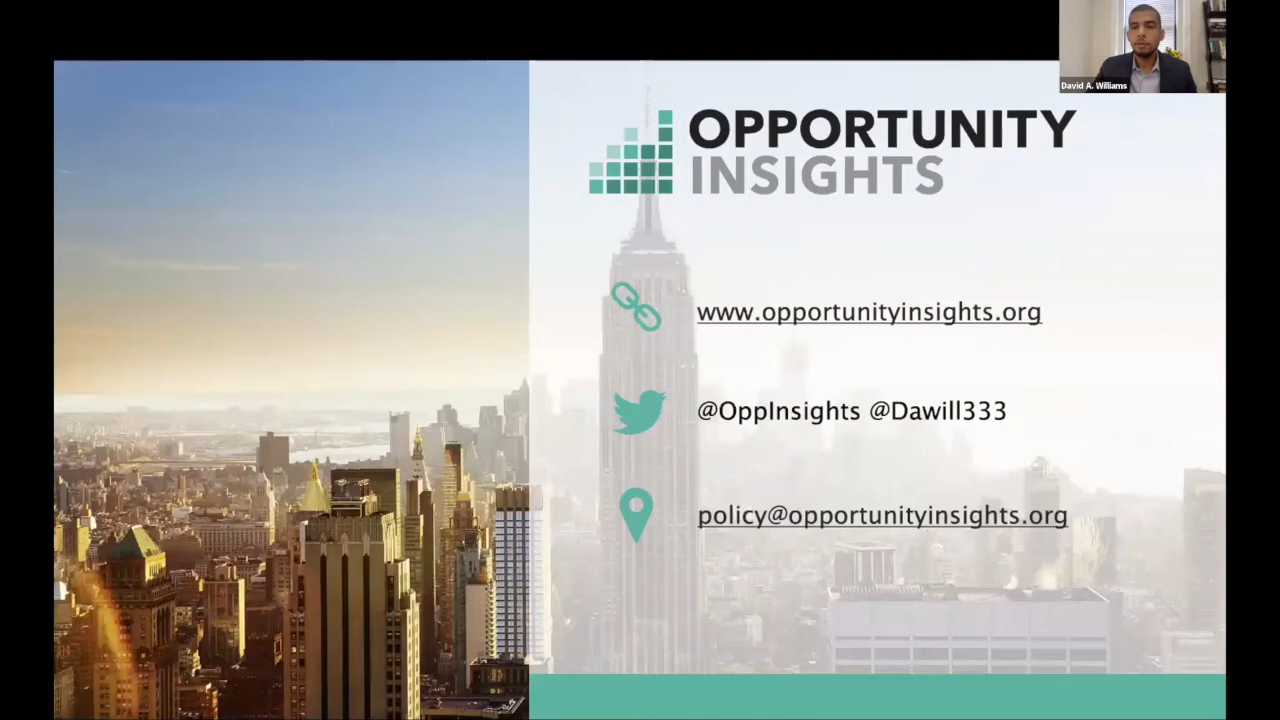 David A. Williams
OPPORTUNITY
INSIGHTS
www.opportunityinsights.org
@OppInsights @Dawill333
policy@opportunityinsights.org